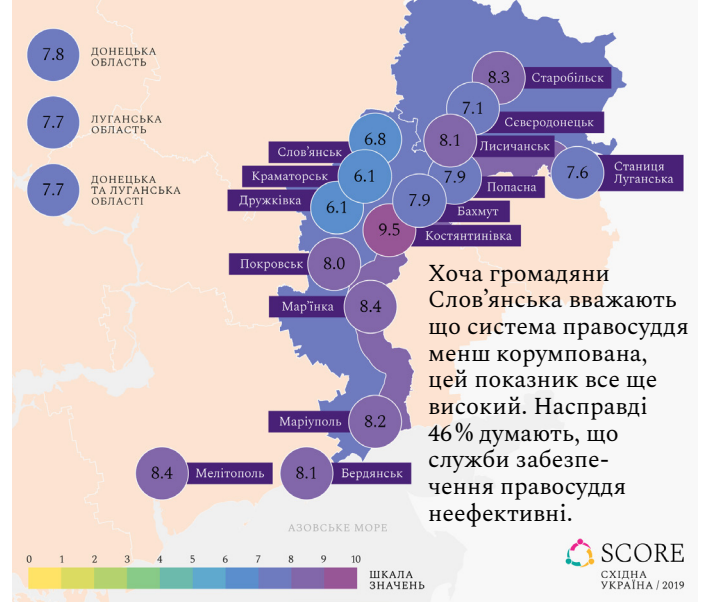 7.8
ДОНЕЦЬКА
ОБЛАСТЬ
7.7
ЛУГАНСЬКА
ОБЛАСТЬ
7.7
ДОНЕЦЬКА
ТА ЛУГАНСЬКА
ОБЛАСТІ
8.3
Старобільск
7.1
Сєвєродонецьк
8.1
Лисичанськ
6.8
Слов’янськ
6.1
Краматорськ
7.9
Попасна
7.6
Станиця
Луганська
6.1
Дружківка
7.9
Бахмут
9.5
Костянтинівка
8.0
Покровськ
8.4
Мар’їнка
8.2
Маріуполь
8.4
Мелітополь
8.1
Бердянськ
Хоча громадяни
Слов’янська вважають
що система правосуддя
менш корумпована,
цей показник все ще
високий. Насправді
46% думають, що
служби забезпе-
чення правосуддя
неефективні.
АЗОВСЬКЕ МОРЕ
0 1 2 3 4 5 6 7 8 9 10
ШКАЛА
ЗНАЧЕНЬ
SCORE
СХІДНА
УКРАЇНА / 2019